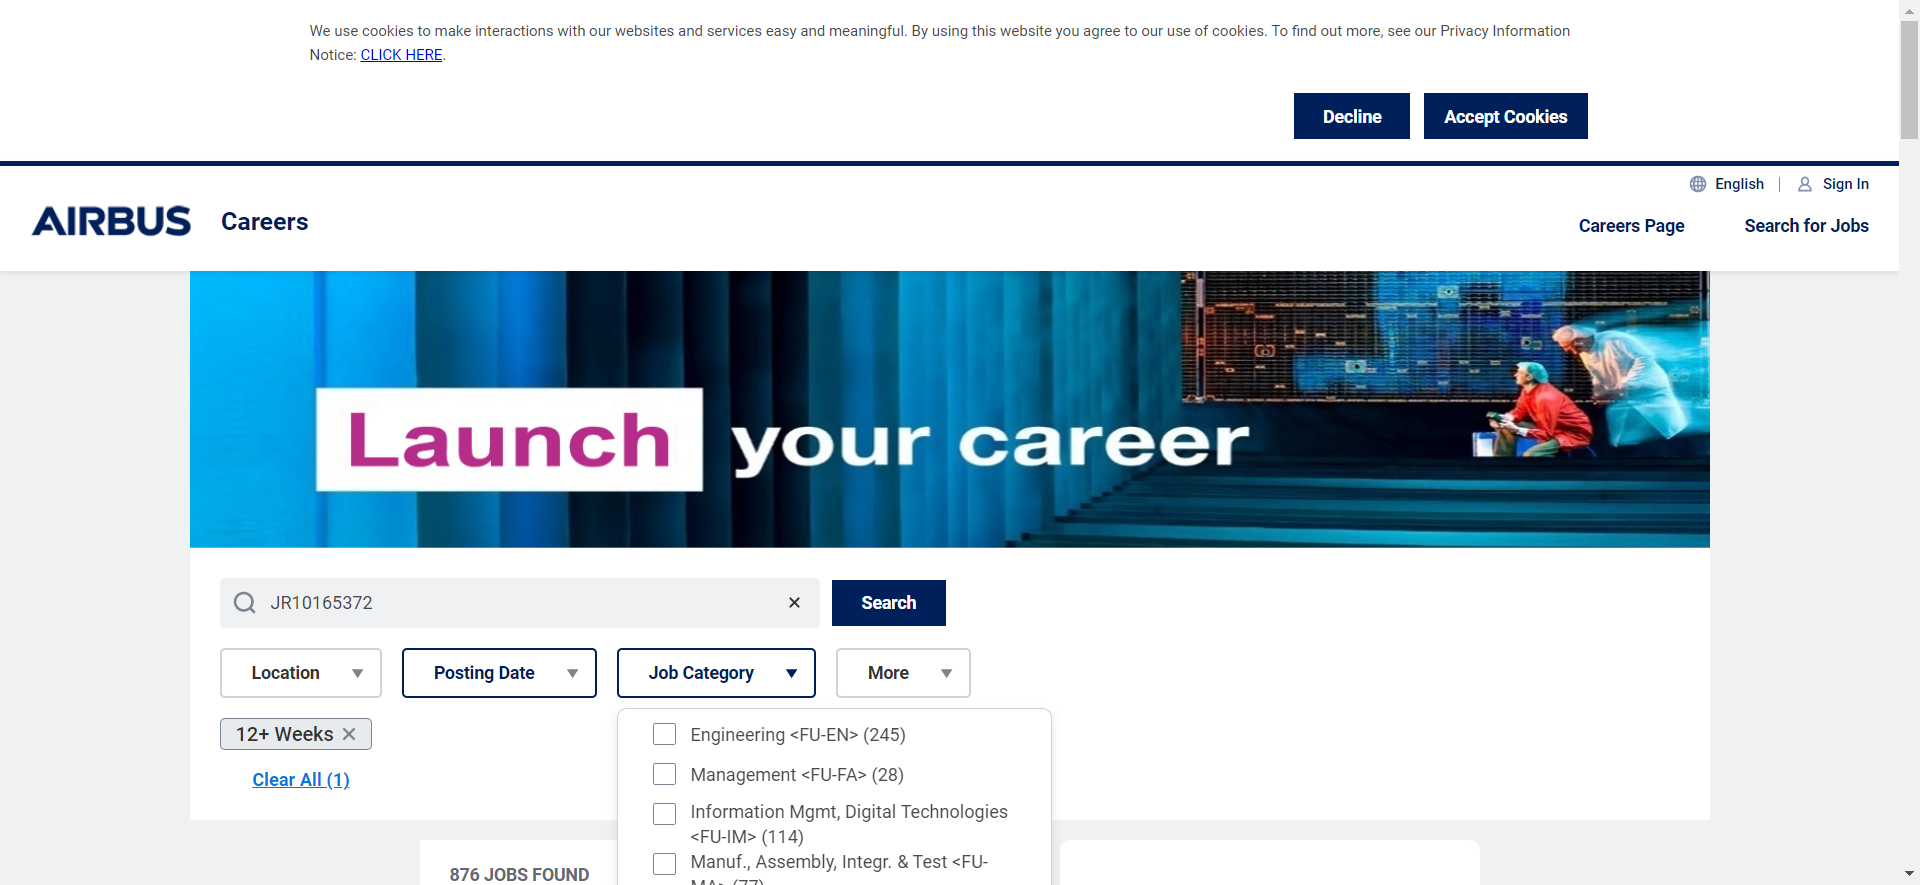 We use cookies to make interactions with our websites and services easy and meaningful. By using this website you agree to our use of cookies. To find out more, see our Privacy Information
Notice: CLICK HERE.
Decline
Accept Cookies
English
Sign In
AIRBUS
Careers
Careers Page
Search for Jobs
Launch your career
JR10165372
Search
Location
Posting Date
Job Category
More
12+ Weeks
Clear All (1)
Engineering <FU-EN> (245)
Management <FU-FA> (28)
Information Mgmt, Digital Technologies
<FU-IM> (114)
Manuf., Assembly, Integr. & Test <FU-
MA> (77)
876 JOBS FOUND